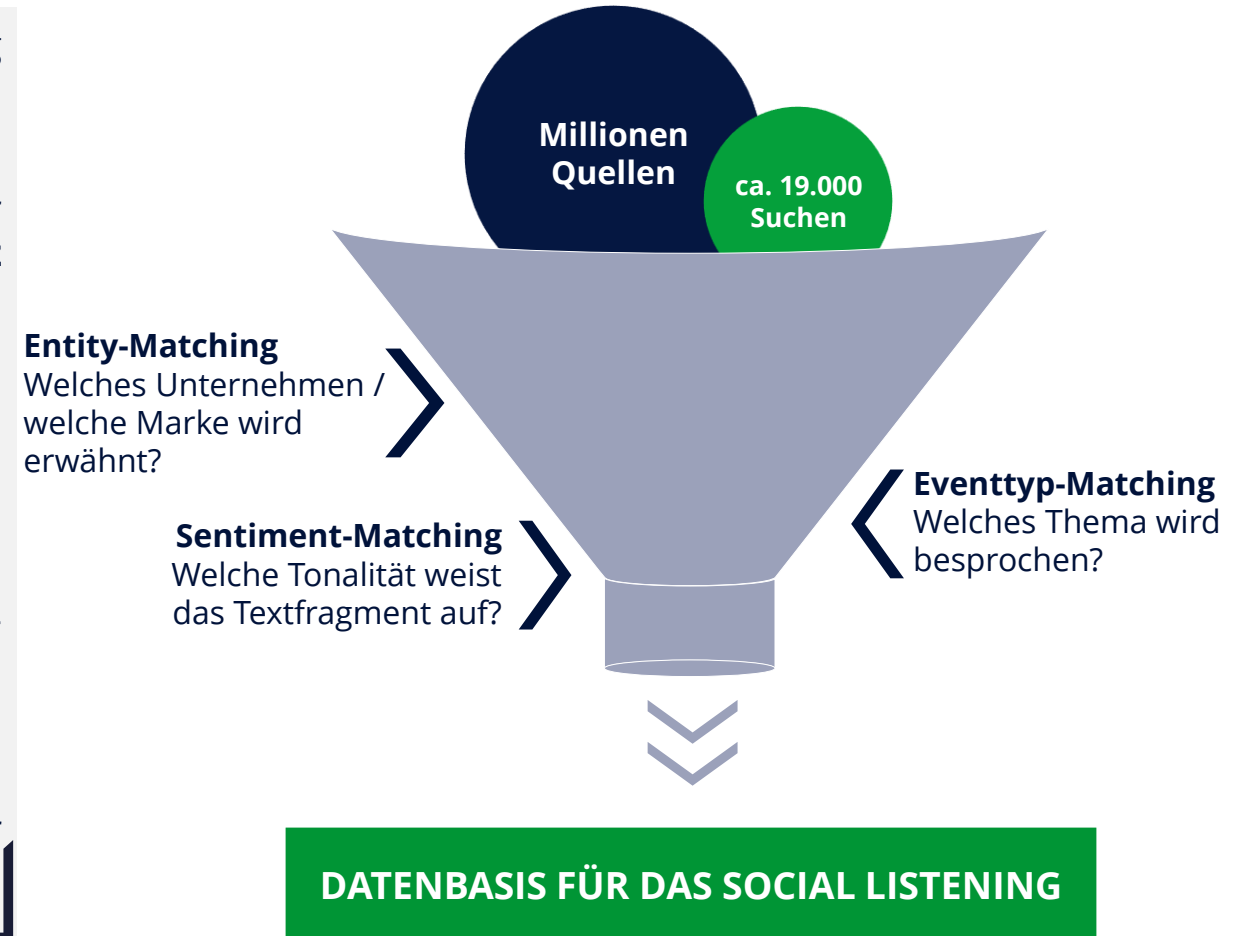 Millionen
Quellen
ca. 19.000
Suchen
Entity-Matching
Welches Unternehmen /
welche Marke wird
erwähnt?
Eventtyp-Matching
Welches Thema wird
besprochen?
Sentiment-Matching
Welche Tonalität weist
das Textfragment auf?
DATENBASIS FÜR DAS SOCIAL LISTENING